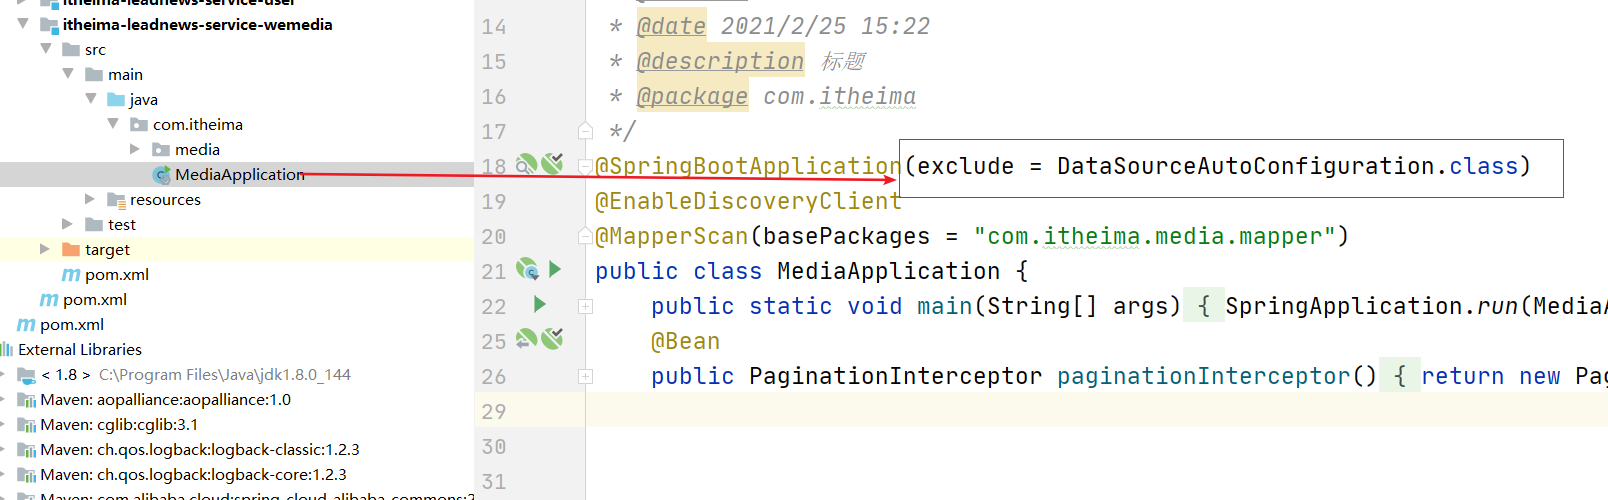 itheima-leadnews-service-user
itheima-leadnews-service-wemedia
src
main
java
com.itheima
media
MediaApplication
resources
test
target
pom.xml
pom.xml
pom.xml
External Libraries
< 1.8 > C:\Program Files\Java\jdk1.8.0_144
Maven: aopalliance:aopalliance:1.0
Maven: cglib:cglib:3.1
Maven: ch.qos.logback:logback-classic:1.2.3
Maven: ch.qos.logback:logback-core:1.2.3
Maven: com.alibaba.cloud:spring-cloud-alibaba-commons:2
14 * @date 2021/2/25 15:22
15 * @description 标题
16 * @package com.itheima
17 */
18 @SpringBootApplication(exclude = DataSourceAutoConfiguration.class)
19 @EnableDiscoveryClient
20 @MapperScan(basePackages = "com.itheima.media.mapper")
21 public class MediaApplication {
22 public static void main(String[] args) { SpringApplication.run(MediaA
25 @Bean
26 public PaginationInterceptor paginationInterceptor() { return new Pag
29
30
31